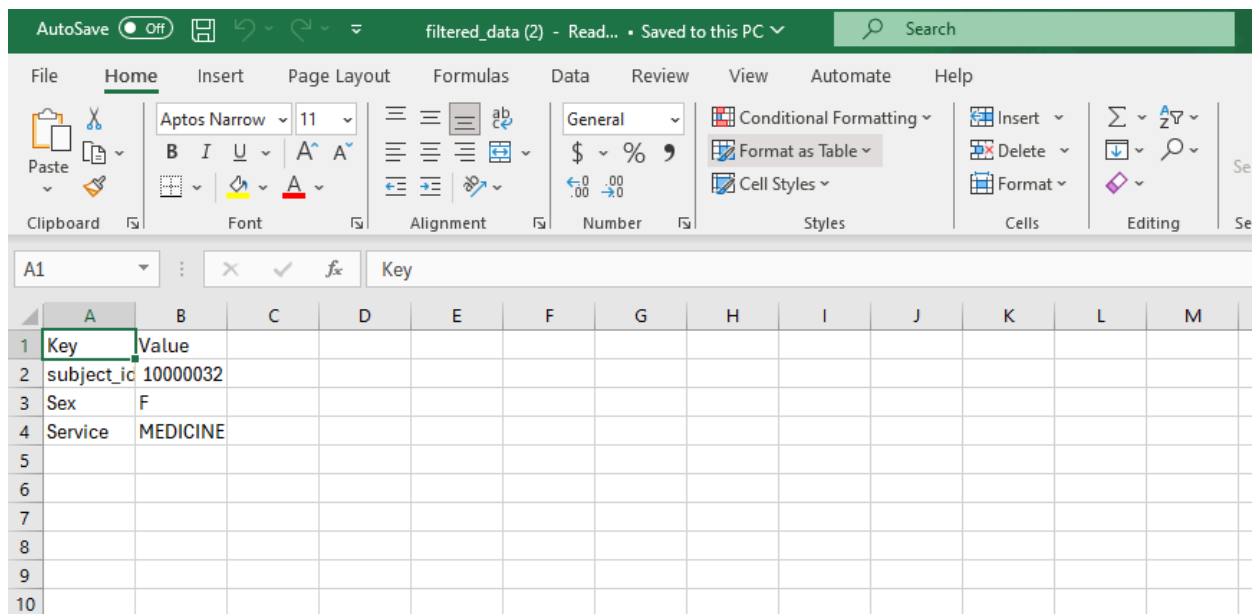 AutoSave Off filtered_data (2) - Read... • Saved to this PC Search
File Home Insert Page Layout Formulas Data Review View Automate Help
Paste Aptos Narrow 11 ab General Conditional Formatting Insert
B I U A A $ % 9 Format as Table Delete
A Cell Styles Format
Clipboard Font Alignment Number Styles Cells Editing
A1 fx Key
A B C D E F G H I J K L M
1 Key Value
2 subject_id 10000032
3 Sex F
4 Service MEDICINE
5
6
7
8
9
10